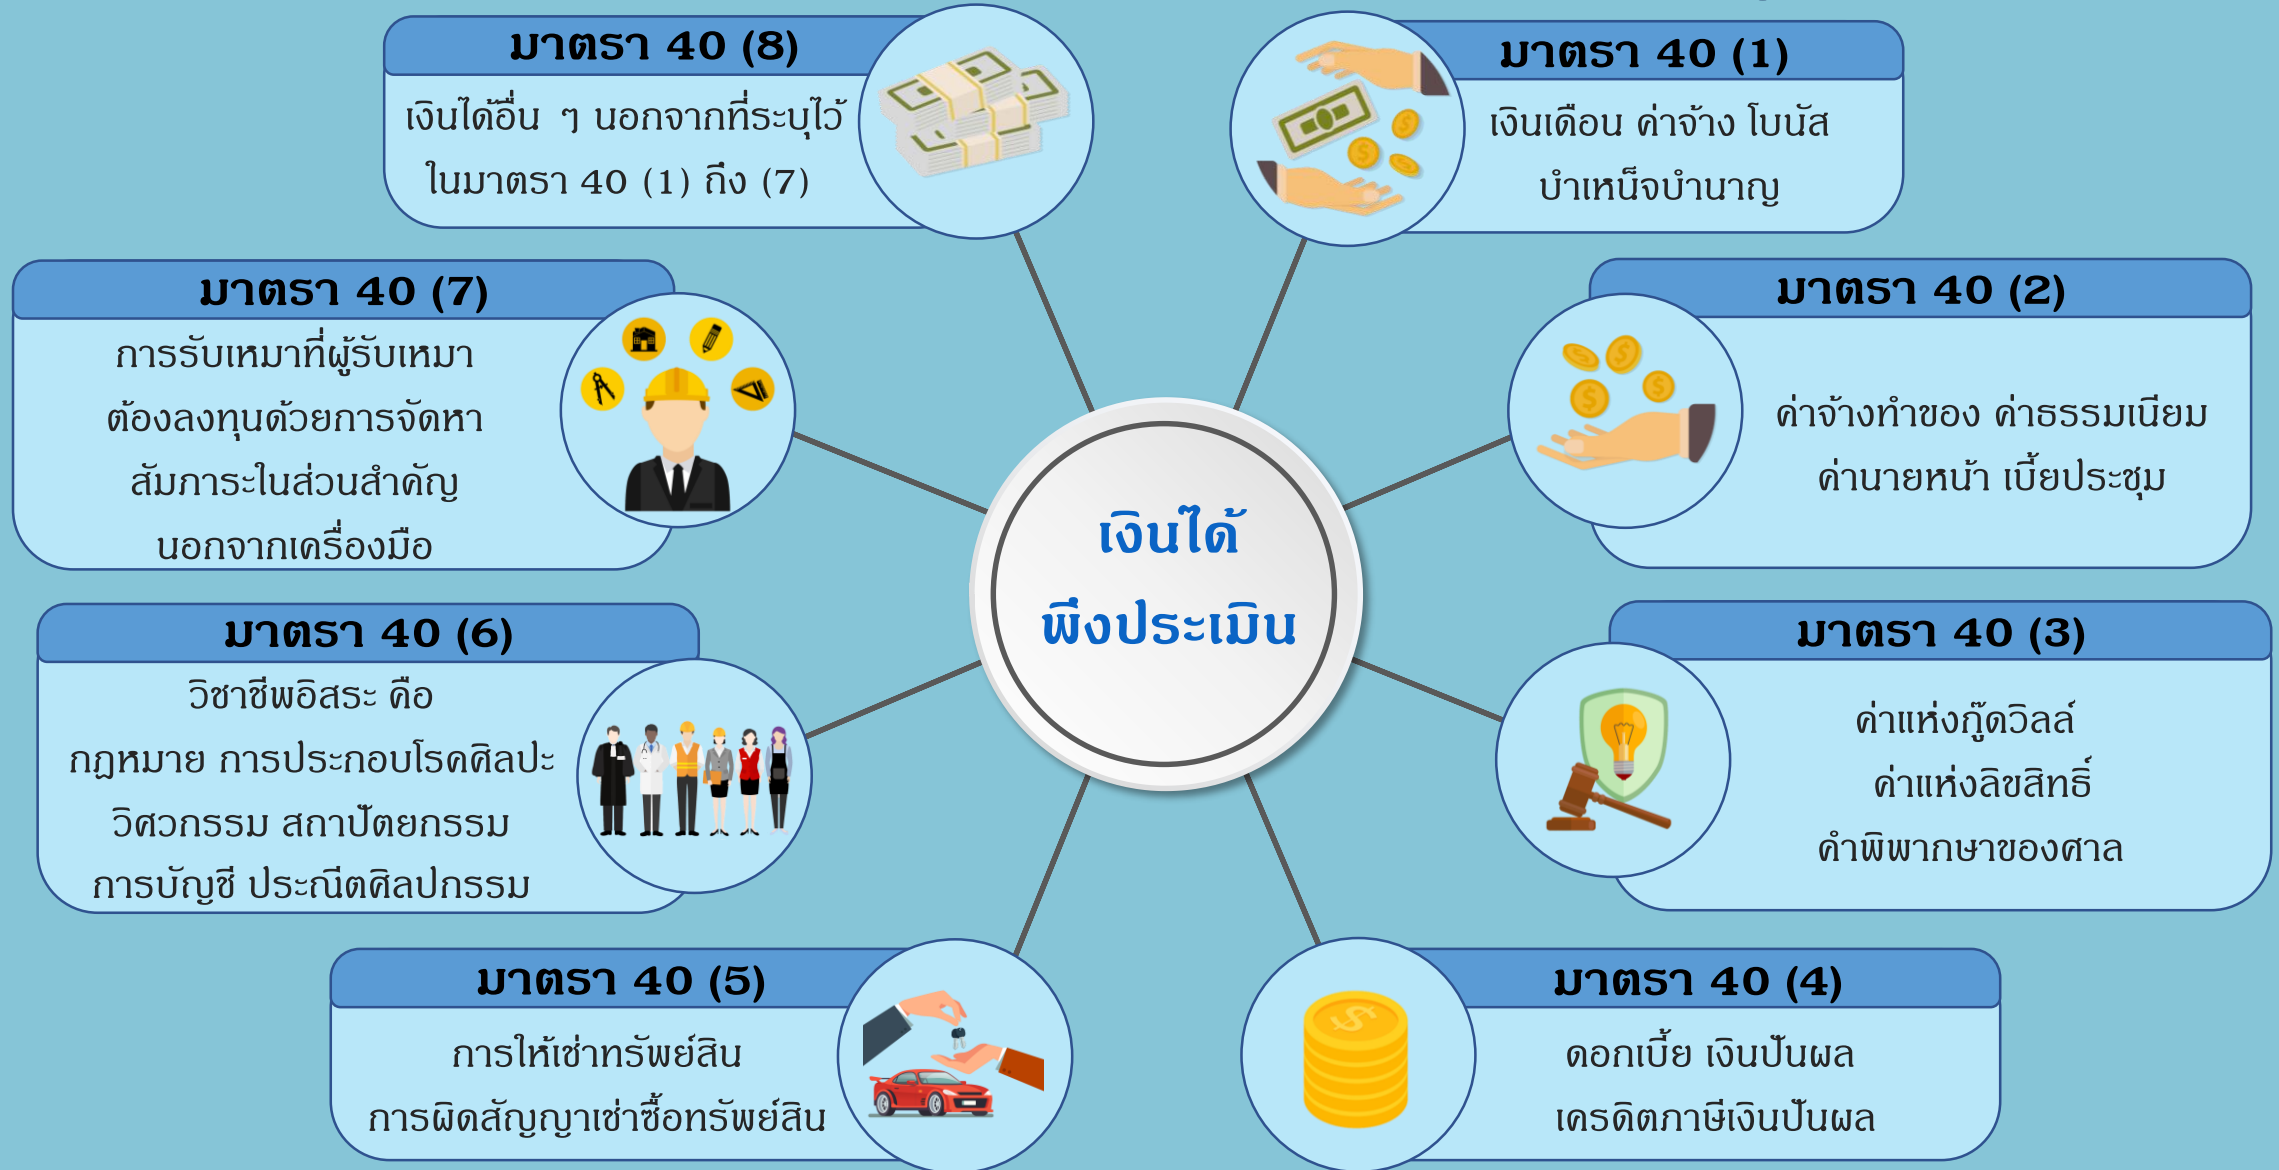 มาตรา 40 (8)
เงินได้อื่น ๆ นอกจากที่ระบุไว้
ในมาตรา 40 (1) ถึง (7)
มาตรา 40 (1)
เงินเดือน ค่าจ้าง โบนัส
บำเหน็จบำนาญ
มาตรา 40 (7)
การรับเหมาที่ผู้รับเหมา
ต้องลงทุนด้วยการจัดหา
สัมภาระในส่วนสำคัญ
นอกจากเครื่องมือ
มาตรา 40 (2)
ค่าจ้างทำของ ค่าธรรมเนียม
ค่านายหน้า เบี้ยประชุม
เงินได้
พึงประเมิน
มาตรา 40 (6)
วิชาชีพอิสระ คือ
กฎหมาย การประกอบโรคศิลปะ
วิศวกรรม สถาปัตยกรรม
การบัญชี ประณีตศิลปกรรม
มาตรา 40 (3)
ค่าแห่งกู๊ดวิลล์
ค่าแห่งลิขสิทธิ์
คำพิพากษาของศาล
มาตรา 40 (5)
การให้เช่าทรัพย์สิน
การผิดสัญญาเช่าซื้อทรัพย์สิน
มาตรา 40 (4)
ดอกเบี้ย เงินปันผล
เครดิตภาษีเงินปันผล